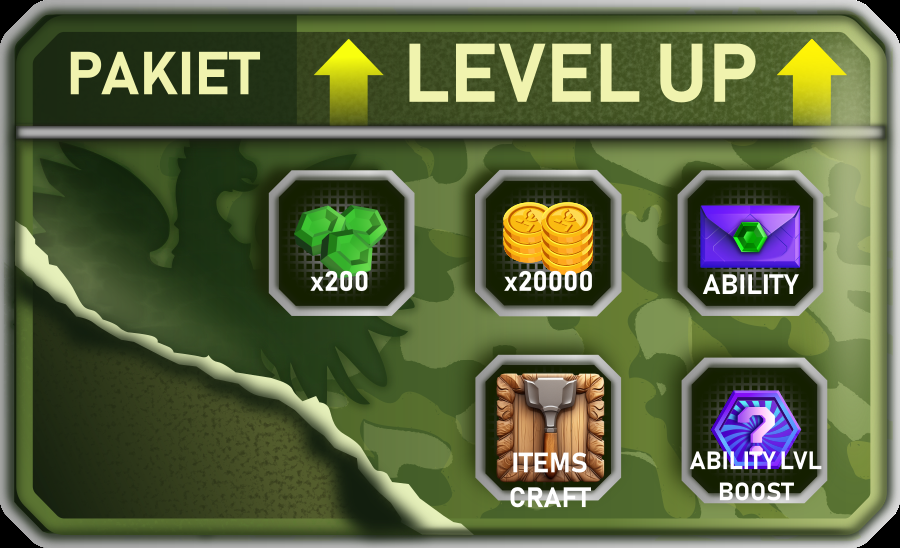 PAKIET
LEVEL UP
x200
x20000
ABILITY
ITEMS
CRAFT
ABILITY LVL
BOOST
?